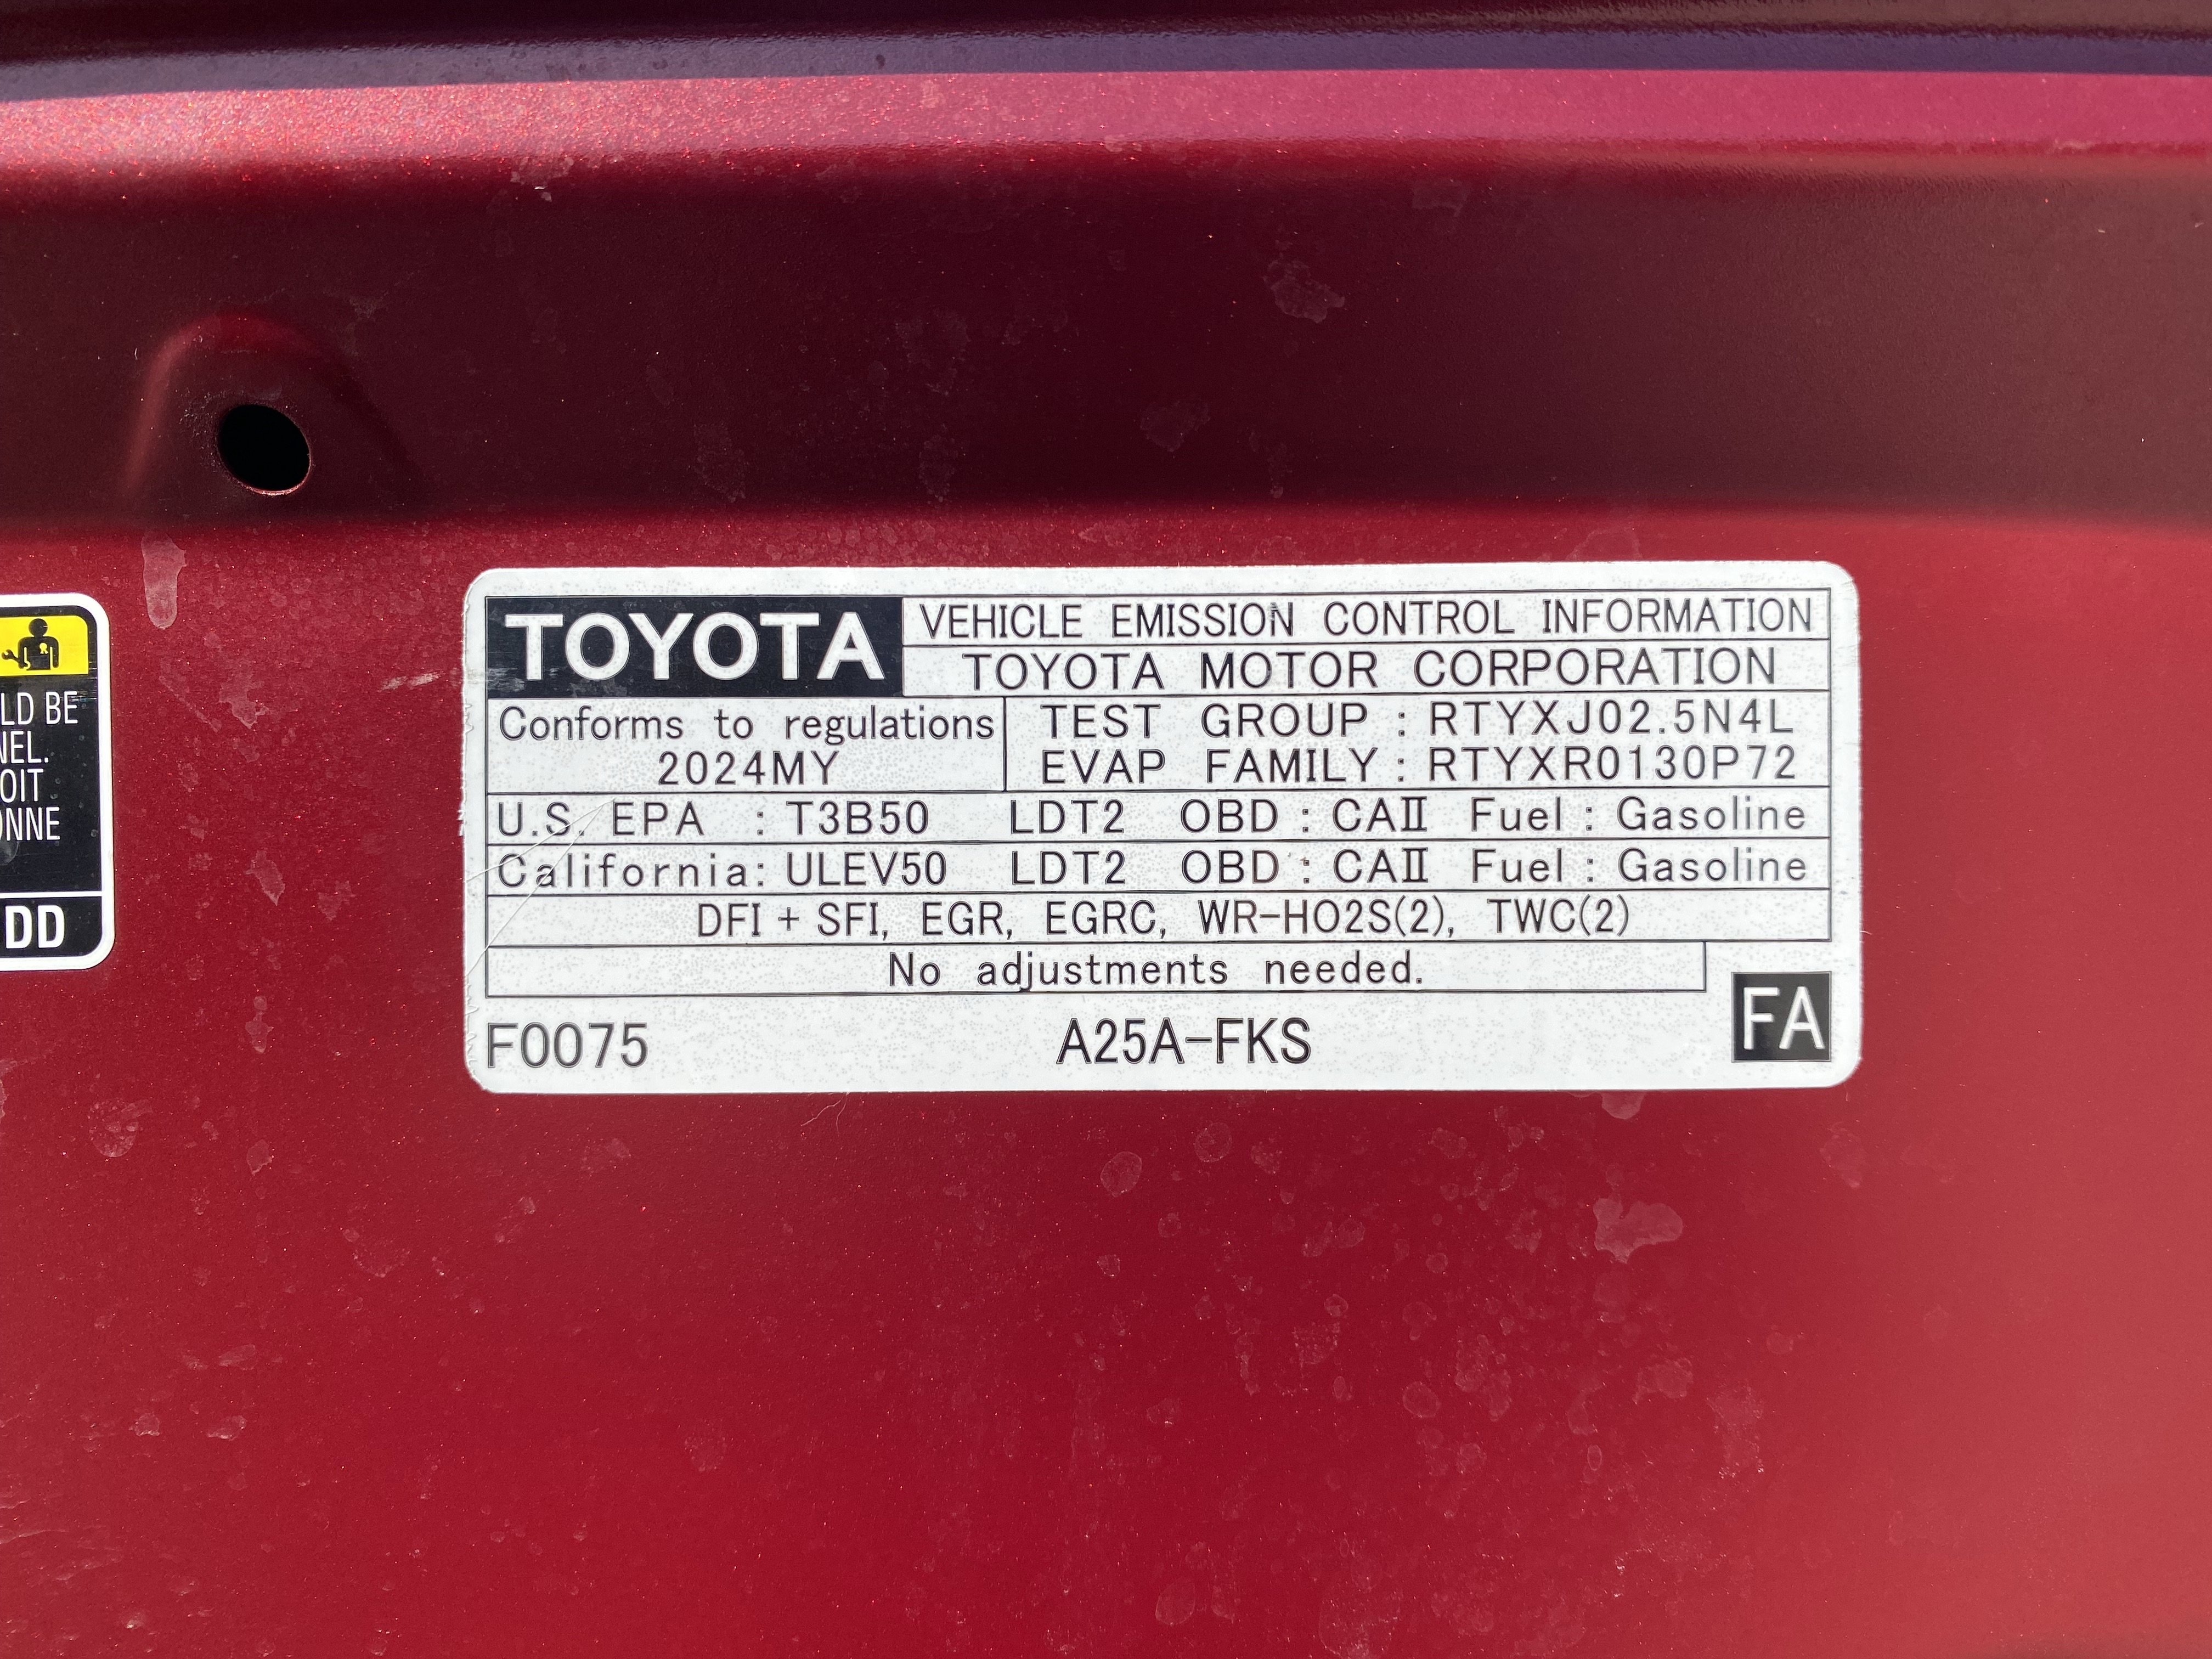 TOYOTA VEHICLE EMISSION CONTROL INFORMATION
TOYOTA MOTOR CORPORATION
Conforms to regulations
2024MY
TEST GROUP : RTYXJ02.5N4L
EVAP FAMILY : RTYXR0130P72
U.S. EPA : T3B50 LDT2 OBD : CAⅡ Fuel : Gasoline
California: ULEV50 LDT2 OBD : CAⅡ Fuel : Gasoline
DFI + SFI, EGR, EGRC, WR-HO2S(2), TWC(2)
No adjustments needed.
F0075 A25A-FKS FA
LD BE
NEL.
OIT
ONNE
DD